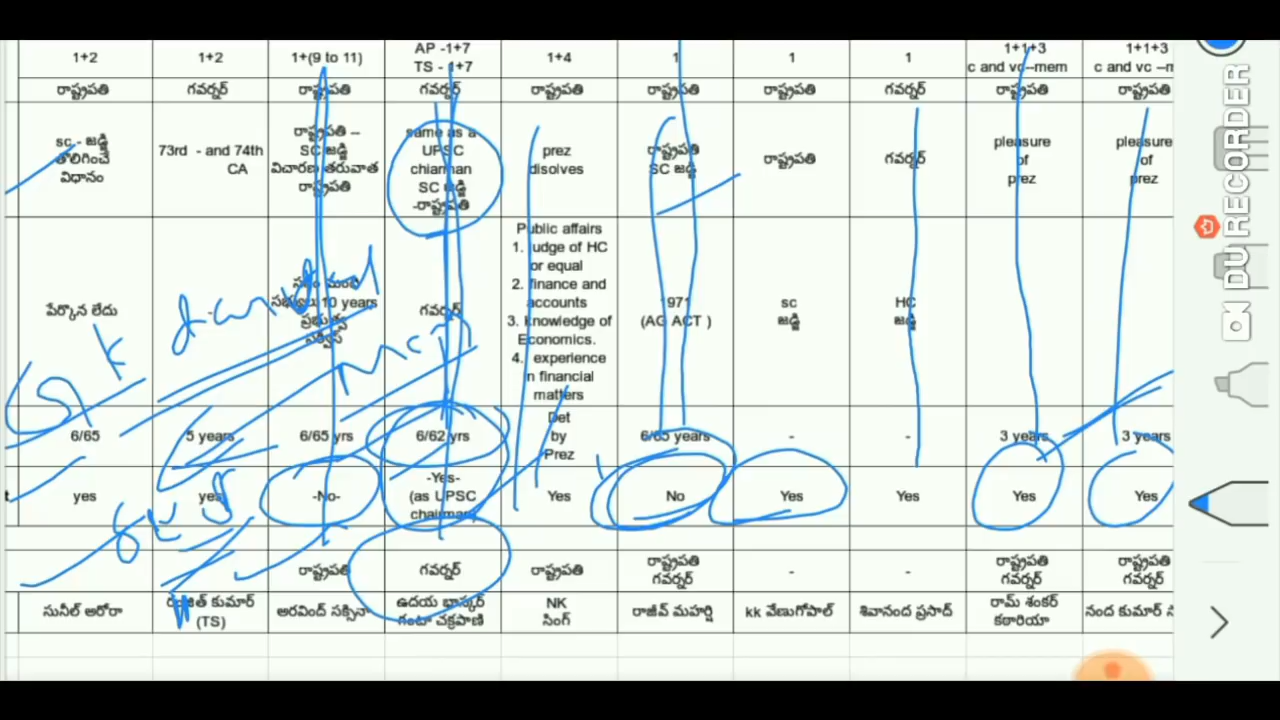 1+2
1+2
1+(9 to 11)
AP -1+7
TS - 1+7
1+4
1
1
1
1+1+3
c and vc--mem
1+1+3
c and vc --m
రాష్ట్రపతి
గవర్నర్
రాష్ట్రపతి
గవర్నర్
రాష్ట్రపతి
రాష్ట్రపతి
రాష్ట్రపతి
గవర్నర్
రాష్ట్రపతి
రాష్ట్రపతి
sc - జడ్జి
తొలిగించే
విధానం
73rd - and 74th
CA
రాష్ట్రపతి --
SC జడ్జి
విచారణ తరువాత
రాష్ట్రపతి
same as a
UPSC
chiarman
SC జడ్జి
-రాష్ట్రపతి
prez
disolves
రాష్ట్రపతి
SC జడ్జి
రాష్ట్రపతి
గవర్నర్
pleasure
of
prez
pleasure
of
prez
పేర్కొన లేదు
-
సభ్యులు 10 years
ప్రభుత్వ
సర్వీస్
గవర్నర్
Public affairs
1. judge of HC
or equal
2. finance and
accounts
3. knowledge of
Economics.
4. experience
in financial
matters
1971
(AG ACT )
sc
జడ్జి
HC
జడ్జి
6/65
5 years
6/65 yrs
6/62 yrs
Det
by
Prez
6/65 years
-
-
3 years
3 years
t.
yes
yes
-No-
-Yes-
(as UPSC
chairman)
Yes
No
Yes
Yes
Yes
Yes
రాష్ట్రపతి
గవర్నర్
రాష్ట్రపతి
రాష్ట్రపతి
గవర్నర్
-
-
రాష్ట్రపతి
గవర్నర్
రాష్ట్రపతి
గవర్నర్
సునీల్ అరోరా
రంజిత్ కుమార్
(TS)
అరవింద్ సక్సేనా
ఉదయ భాస్కర్
గంటా చక్రపాణి
NK
సింగ్
రాజీవ్ మహర్షి
kk వేణుగోపాల్
శివానంద ప్రసాద్
రామ్ శంకర్
కఠారియా
నంద కుమార్
DU RECORDER